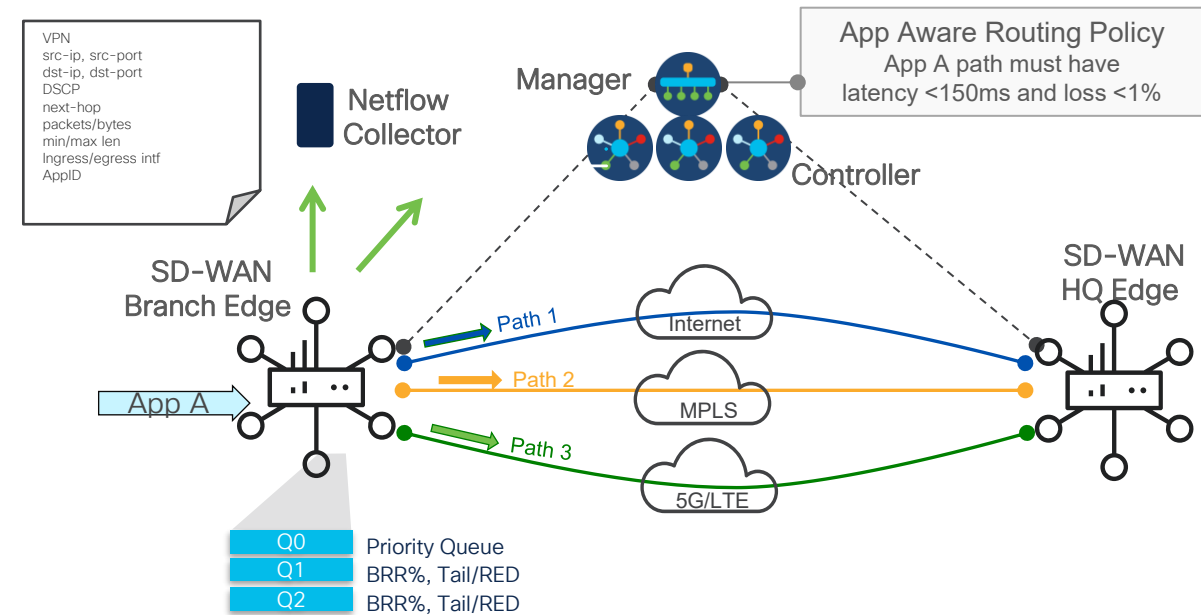 VPN
src-ip, src-port
dst-ip, dst-port
DSCP
next-hop
packets/bytes
min/max len
Ingress/egress intf
AppID
Netflow
Collector
Manager
Controller
App Aware Routing Policy
App A path must have
latency <150ms and loss <1%
SD-WAN
Branch Edge
SD-WAN
HQ Edge
App A
Path 1
Internet
Path 2
MPLS
Path 3
5G/LTE
Q0 Priority Queue
Q1 BRR%, Tail/RED
Q2 BRR%, Tail/RED